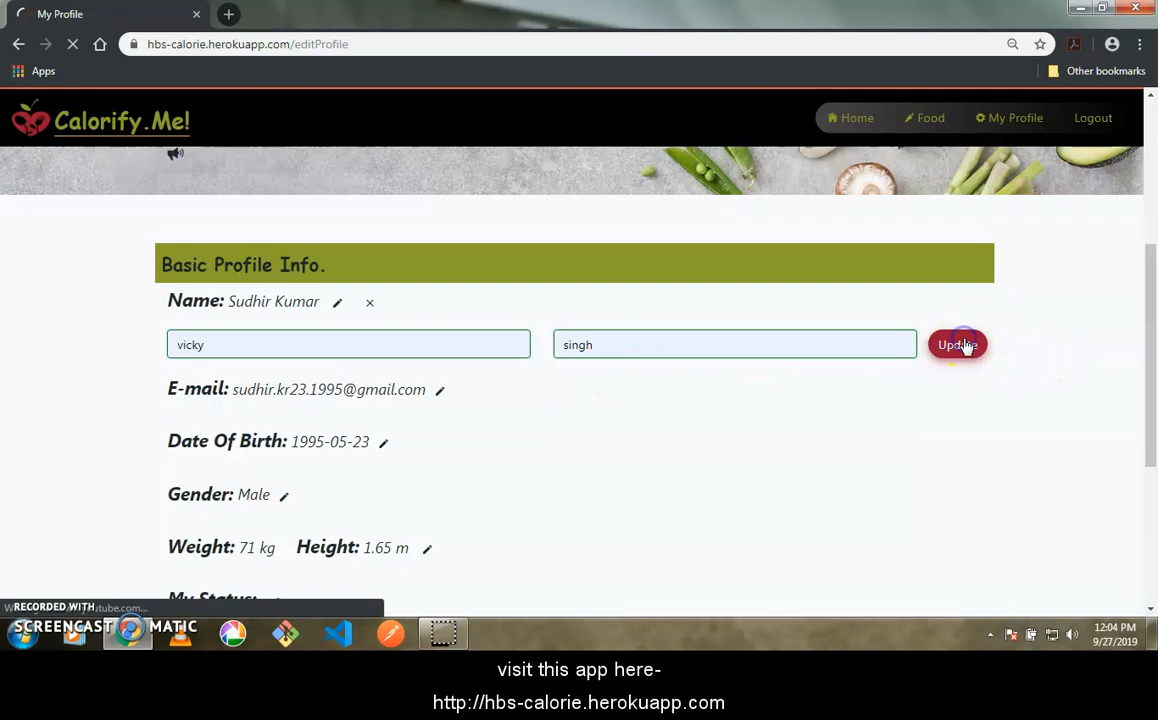 My Profile
hbs-calorie.herokuapp.com/editProfile
Apps
Other bookmarks
Calorify.Me!
Home
Food
My Profile
Logout
Basic Profile Info.
Name: Sudhir Kumar
vicky
singh
Update
E-mail: sudhir.kr23.1995@gmail.com
Date Of Birth: 1995-05-23
Gender: Male
Weight: 71 kg Height: 1.65 m
My Status:
RECORDED WITH
SCREENCAST MATIC
12:04 PM
9/27/2019
visit this app here-
http://hbs-calorie.herokuapp.com